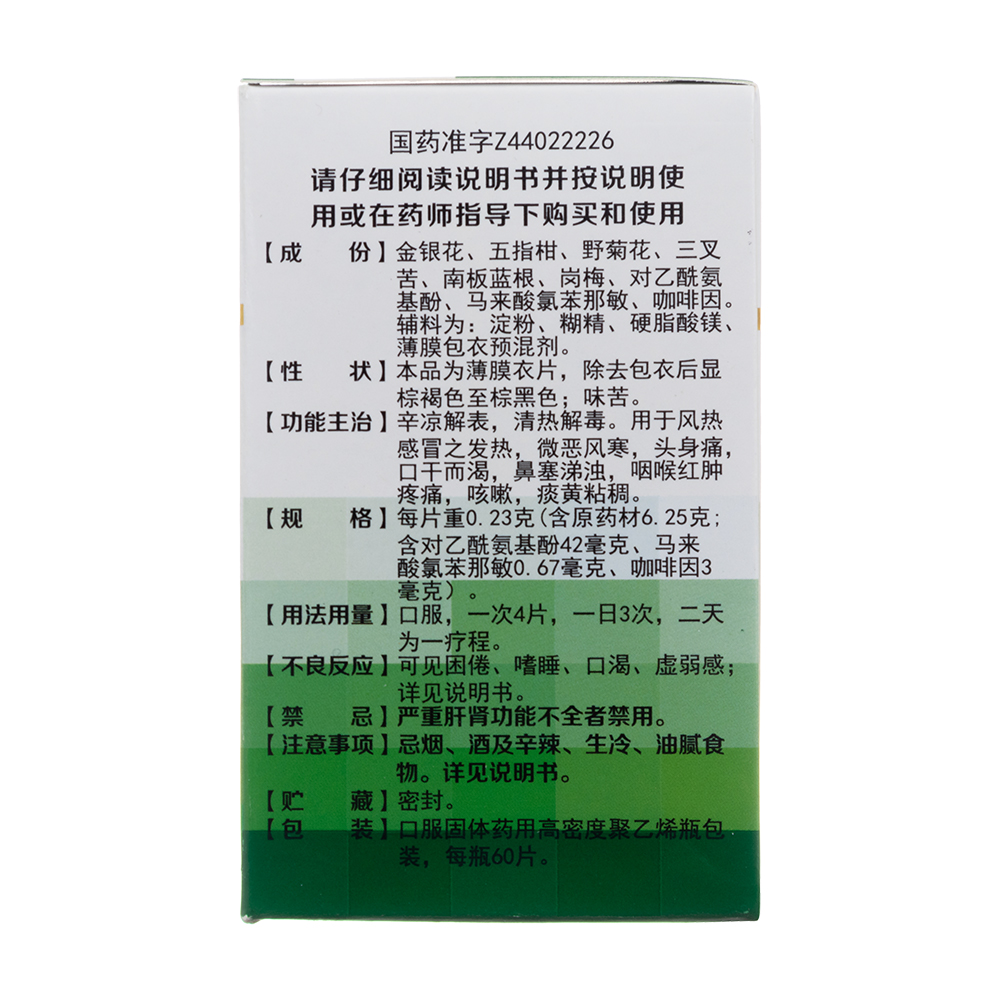 国药准字Z44022226
请仔细阅读说明书并按说明使
用或在药师指导下购买和使用
【成　份】金银花、五指柑、野菊花、三叉
苦、南板蓝根、岗梅、对乙酰氨
基酚、马来酸氯苯那敏、咖啡因。
辅料为：淀粉、糊精、硬脂酸镁、
薄膜包衣预混剂。
【性　状】本品为薄膜衣片，除去包衣后显
棕褐色至棕黑色；味苦。
【功能主治】辛凉解表，清热解毒。用于风热
感冒之发热，微恶风寒，头身痛，
口干而渴，鼻塞涕浊，咽喉红肿
疼痛，咳嗽，痰黄粘稠。
【规　格】每片重0.23克(含原药材6.25克;
含对乙酰氨基酚42毫克、马来
酸氯苯那敏0.67毫克、咖啡因3
毫克）。
【用法用量】口服，一次4片，一日3次，二天
为一疗程。
【不良反应】可见困倦、嗜睡、口渴、虚弱感；
详见说明书。
【禁　忌】严重肝肾功能不全者禁用。
【注意事项】忌烟、酒及辛辣、生冷、油腻食
物。详见说明书。
【贮　藏】密封。
【包　装】口服固体药用高密度聚乙烯瓶包
装，每瓶60片。